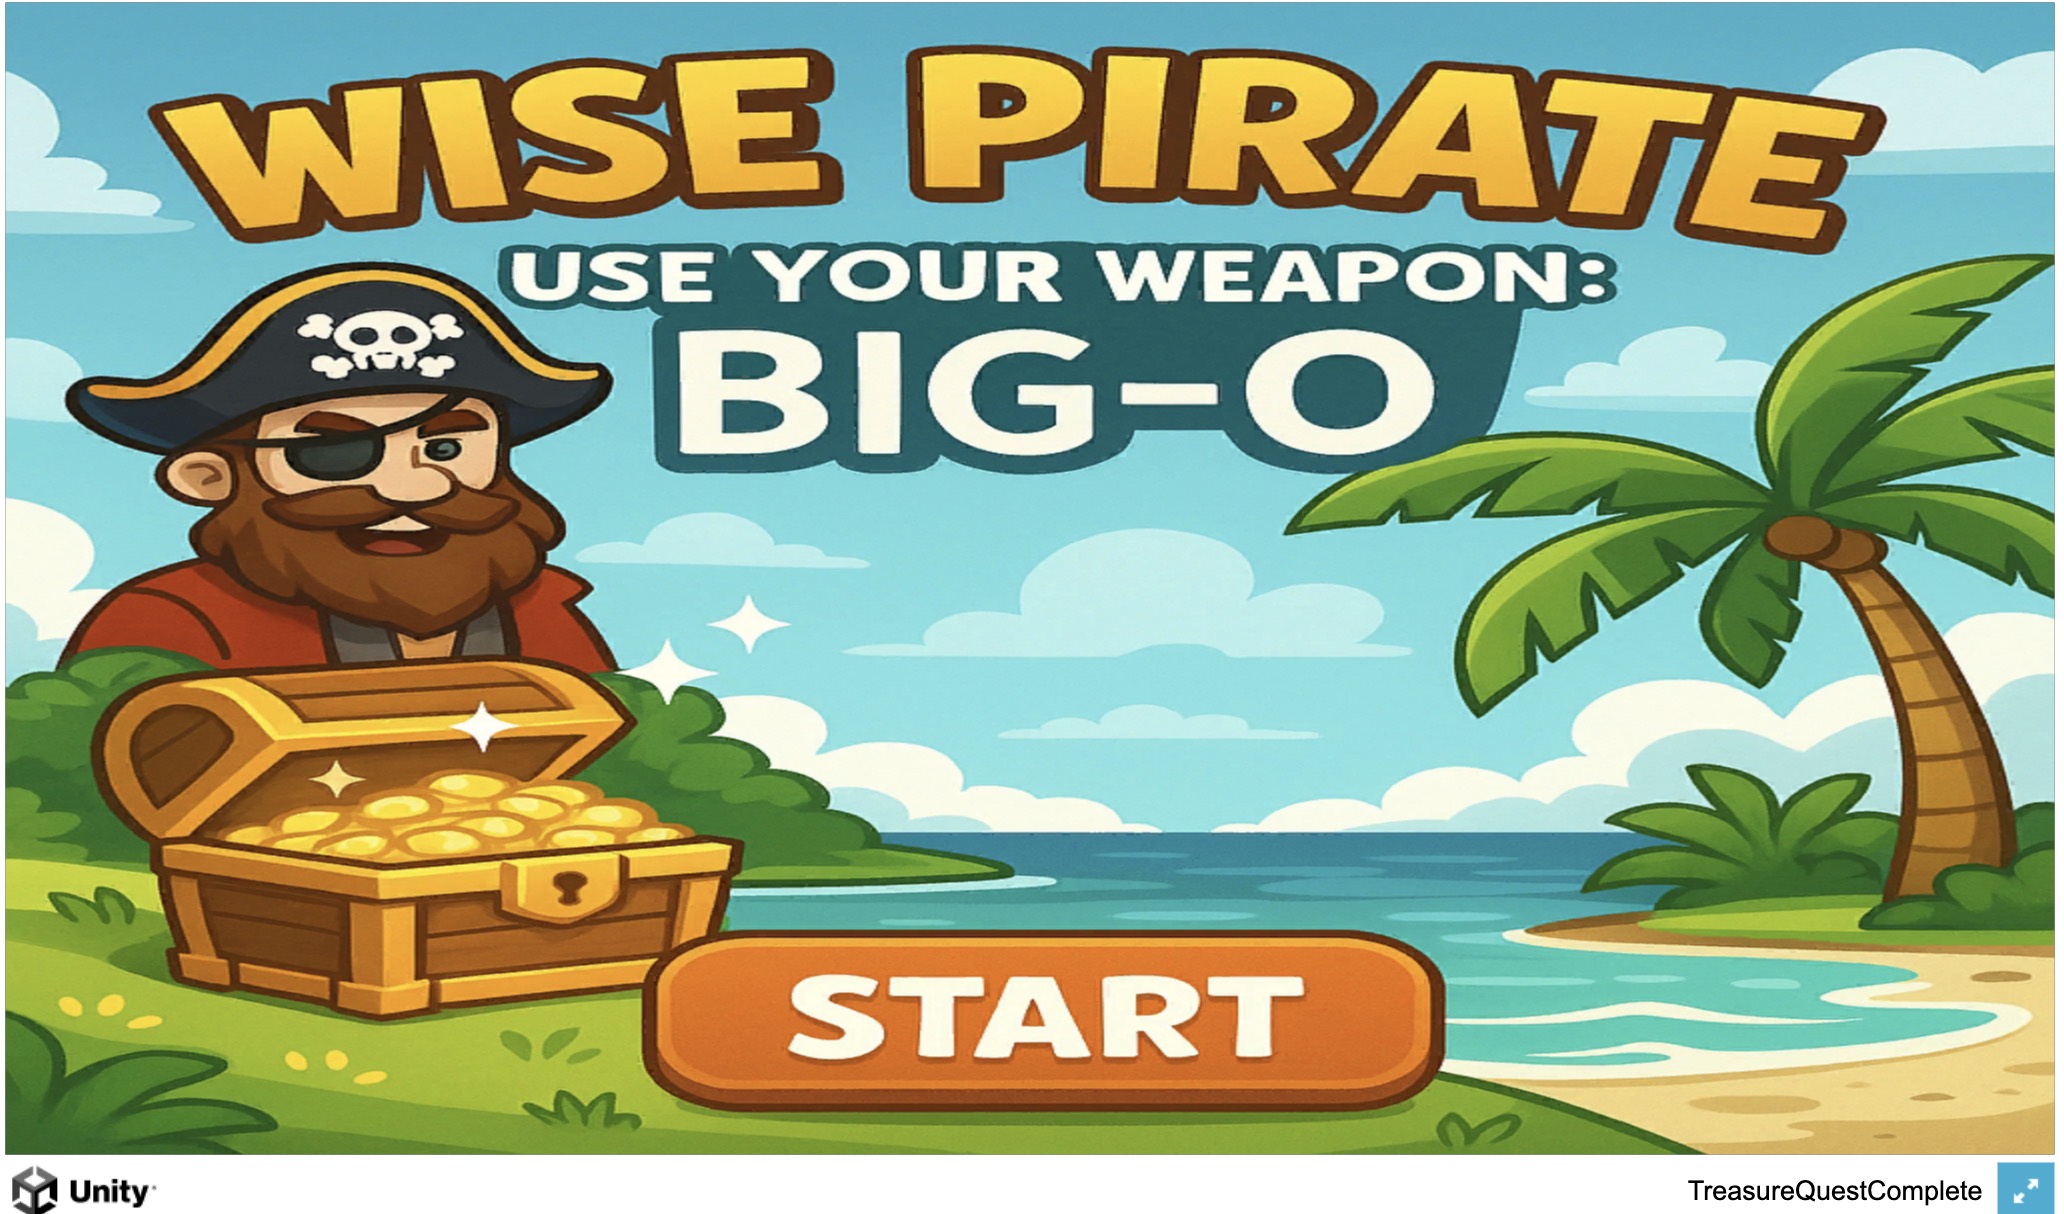 WISE PIRATE
USE YOUR WEAPON:
BIG-O
START
Unity
TreasureQuestComplete